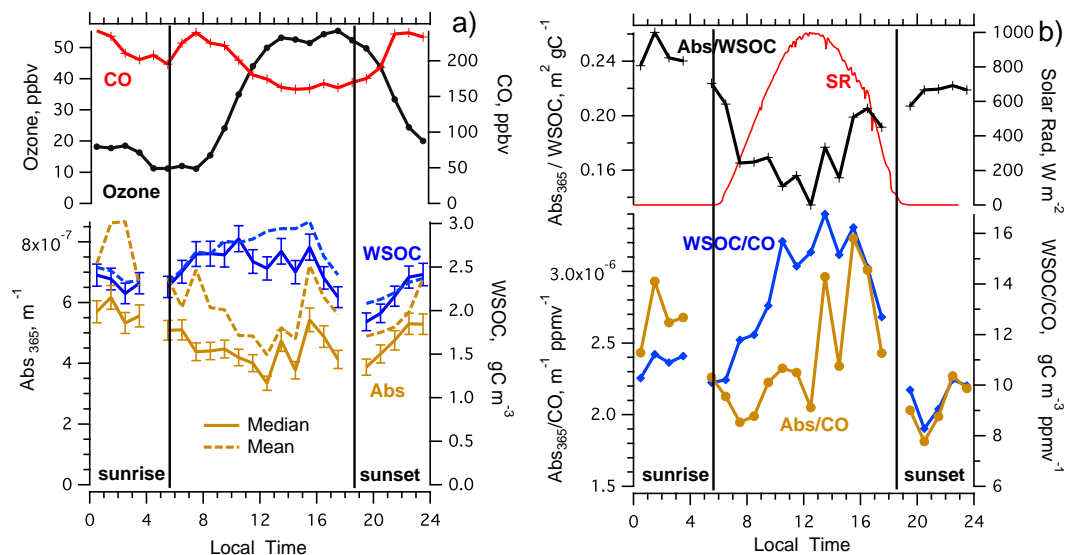 a)
50
40
30
20
10
0
Ozone, ppbv
CO
Ozone
200
150
100
50
0
CO, ppbv
8x10-7
6
4
2
0
Abs 365, m-1
WSOC
Abs
Median
Mean
sunrise
sunset
3.0
2.5
2.0
1.5
1.0
0.5
0.0
WSOC, gC m-3
0 4 8 12 16 20 24
Local Time
b)
0.24
0.20
0.16
0.12
Abs365/ WSOC, m2 gC-1
Abs/WSOC
SR
1000
800
600
400
200
0
Solar Rad, W m-2
3.0x10-6
2.5
2.0
1.5
Abs365/CO, m-1 ppmv-1
WSOC/CO
Abs/CO
sunrise
sunset
16
14
12
10
8
6
WSOC/CO, gC m-3 ppmv-1
0 4 8 12 16 20 24
Local Time